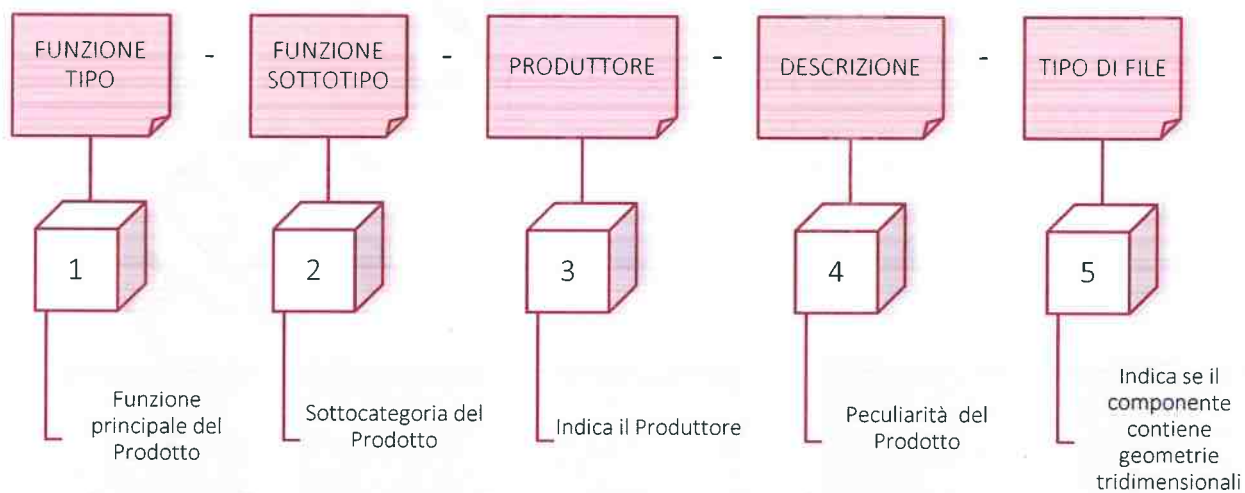 FUNZIONE
TIPO
-
FUNZIONE
SOTTOTIPO
-
PRODUTTORE
-
DESCRIZIONE
-
TIPO DI FILE
1
2
3
4
5
Funzione
principale del
Prodotto
Sottocategoria del
Prodotto
Indica il Produttore
Peculiarità del
Prodotto
Indica se il
componente
contiene
geometrie
tridimensionali